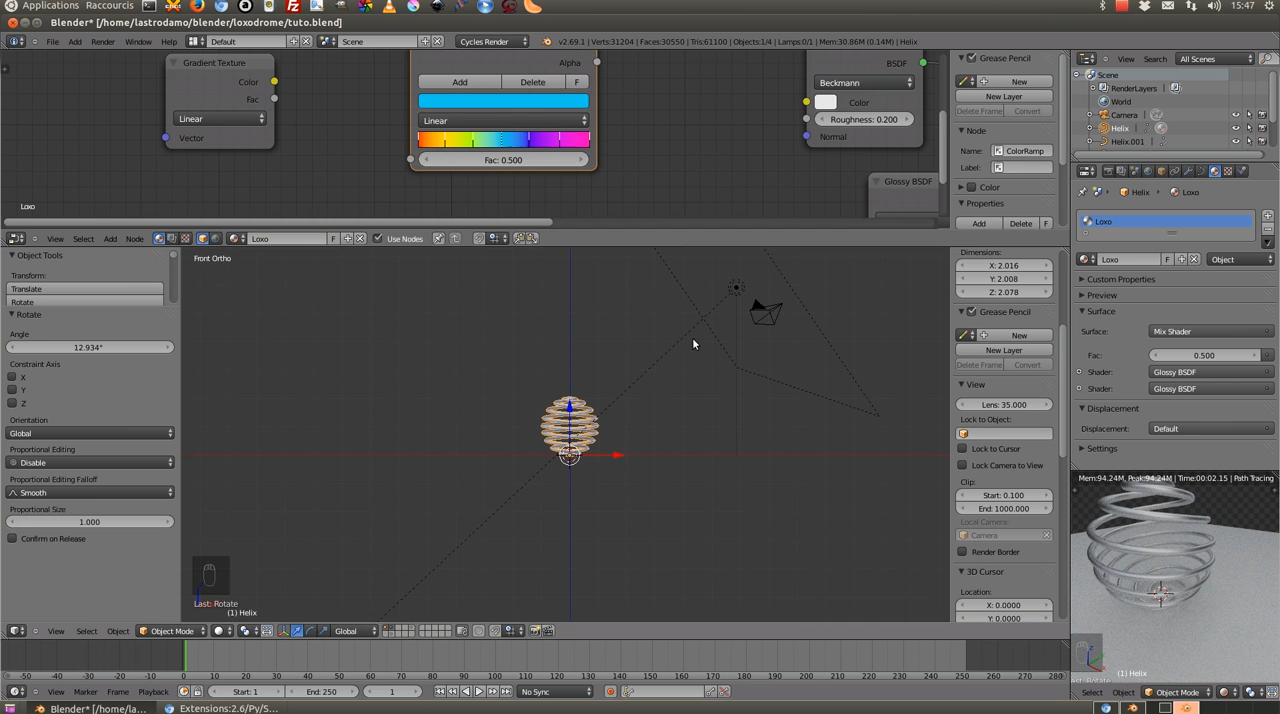 Applications Raccourcis 15:47
Blender* [/home/lastrodamo/blender/loxodrome/tuto.blend]
File Add Render Window Help Default Scene Cycles Render v2.69.1 | Verts:31204 | Faces:30550 | Tris:61100 | Objects:1/4 | Lamps:0/1 | Mem:30.86M (0.14M) | Helix
View Search All Scenes
Gradient Texture
Color
Fac
Linear
Vector
Alpha
Add Delete F
Linear
Fac: 0.500
BSDF
Beckmann
Color
Roughness: 0.200
Normal
Glossy BSDF
Loxo
Grease Pencil
New
New Layer
Delete Frame Convert
Node
Name: ColorRamp
Label:
Color
Properties
Add Delete F
Scene
RenderLayers
World
Camera
Helix
Helix.001
View Select Add Node Loxo F Use Nodes
Helix Loxo
Loxo
Loxo F Object
Custom Properties
Preview
Surface
Surface: Mix Shader
Fac: 0.500
Shader: Glossy BSDF
Shader: Glossy BSDF
Displacement
Displacement: Default
Settings
Object Tools
Transform:
Translate
Rotate
Rotate
Angle
12.934°
Constraint Axis
X
Y
Z
Orientation
Global
Proportional Editing
Disable
Proportional Editing Falloff
Smooth
Proportional Size
1.000
Confirm on Release
Front Ortho
Last: Rotate
(1) Helix
Dimensions:
X: 2.016
Y: 2.008
Z: 2.078
Grease Pencil
New
New Layer
Delete Frame Convert
View
Lens: 35.000
Lock to Object:
Lock to Cursor
Lock Camera to View
Clip:
Start: 0.100
End: 1000.000
Local Camera:
Camera
Render Border
3D Cursor
Location:
X: 0.0000
Y: 0.0000
Mem:94.24M, Peak:94.24M | Time:00:02.15 | Path Tracing
(1) Helix
View Select Object Object Mode Global
-50 -40 -30 -20 -10 0 10 20 30 40 50 60 70 80 90 100 110 120 130 140 150 160 170 180 190 200 210 220 230 240 250 260 270 280
View Marker Frame Playback Start: 1 End: 250 1 No Sync
Select Object Object Mode
Blender* [/home/la... Extensions:2.6/Py/S...